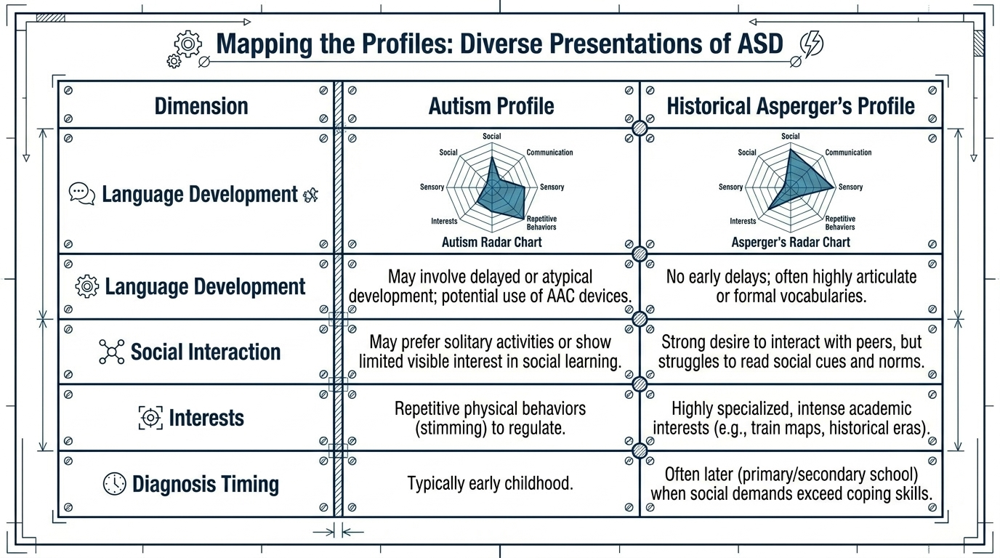 Mapping the Profiles: Diverse Presentations of ASD
Dimension
Autism Profile
Historical Asperger's Profile
Language Development
Social
Social
Communication
Sensory
Sensory
Interests
Repetitive
Behaviors
Autism Radar Chart
Social
Social
Communication
Sensory
Sensory
Interests
Repetitive
Behaviors
Asperger's Radar Chart
Language Development
May involve delayed or atypical
development; potential use of AAC devices.
No early delays; often highly articulate
or formal vocabularies.
Social Interaction
May prefer solitary activities or show
limited visible interest in social learning.
Strong desire to interact with peers, but
struggles to read social cues and norms.
Interests
Repetitive physical behaviors
(stimming) to regulate.
Highly specialized, intense academic
interests (e.g., train maps, historical eras).
Diagnosis Timing
Typically early childhood.
Often later (primary/secondary school)
when social demands exceed coping skills.